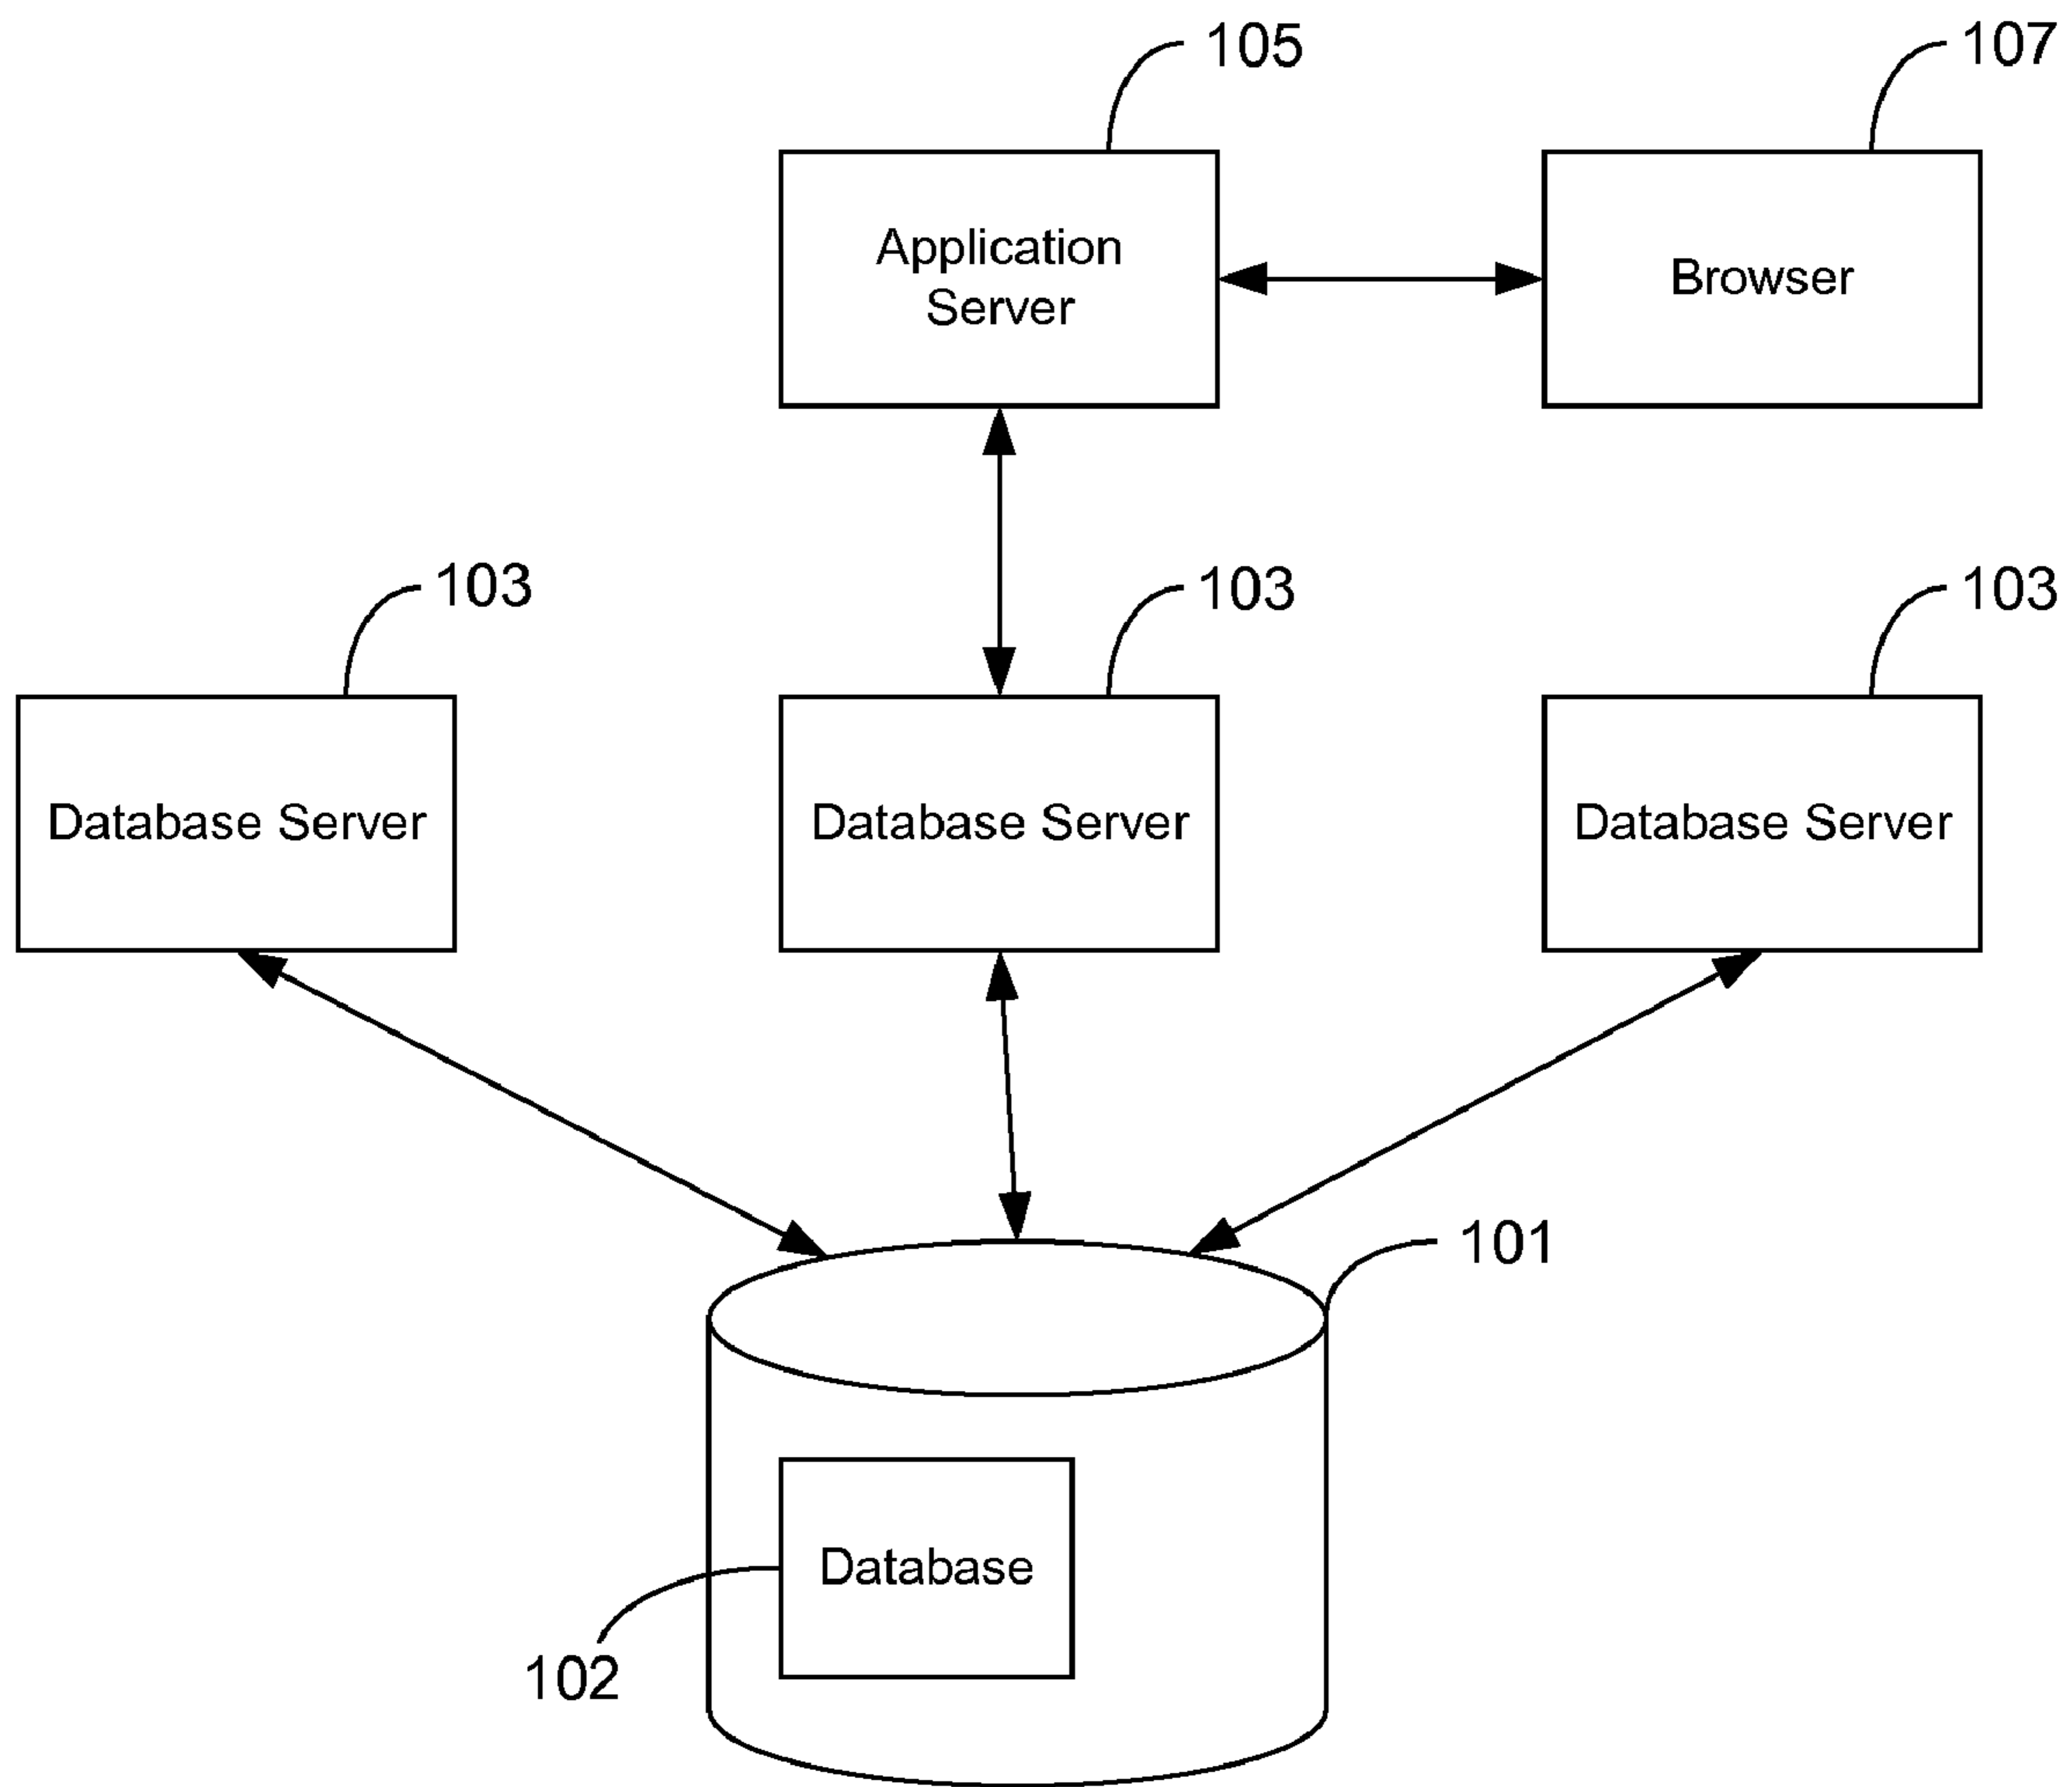 105
107
Application
Server
Browser
103
103
103
Database Server
Database Server
Database Server
101
Database
102